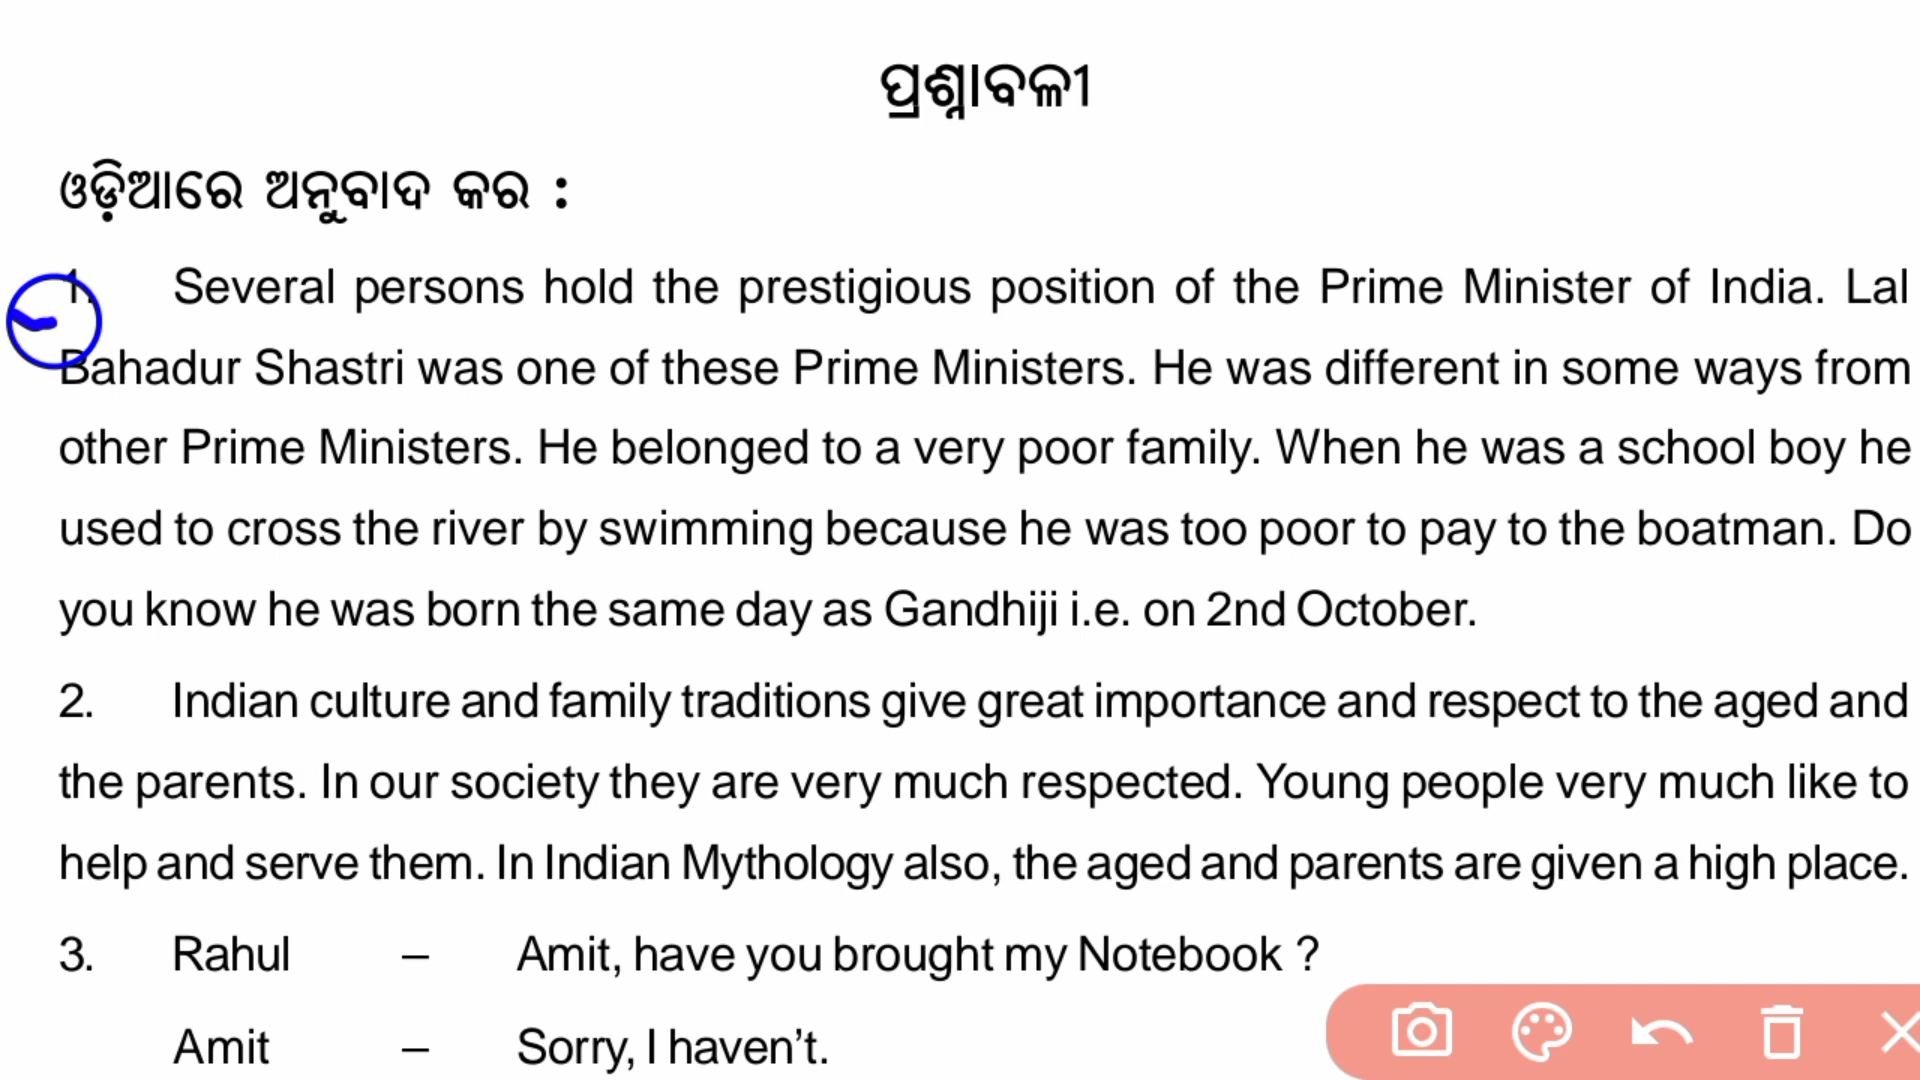 ପ୍ରଶ୍ନାବଳୀ
ଓଡ଼ିଆରେ ଅନୁବାଦ କର :
1. Several persons hold the prestigious position of the Prime Minister of India. Lal
Bahadur Shastri was one of these Prime Ministers. He was different in some ways from
other Prime Ministers. He belonged to a very poor family. When he was a school boy he
used to cross the river by swimming because he was too poor to pay to the boatman. Do
you know he was born the same day as Gandhiji i.e. on 2nd October.
2. Indian culture and family traditions give great importance and respect to the aged and
the parents. In our society they are very much respected. Young people very much like to
help and serve them. In Indian Mythology also, the aged and parents are given a high place.
3. Rahul – Amit, have you brought my Notebook ?
Amit – Sorry, I haven't.